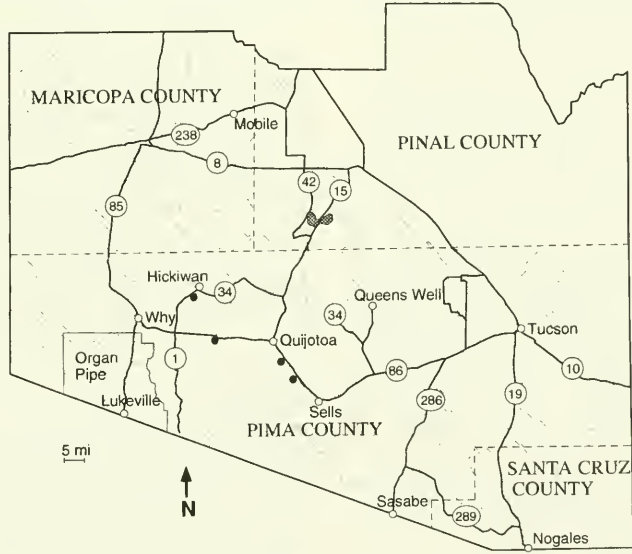 MARICOPA COUNTY
Mobile
238
PINAL COUNTY
8
42
15
85
Hickiwan
34
Queens Well
34
Why
Quijotoa
Tucson
Organ
Pipe
1
86
10
Lukeville
286
19
Sells
PIMA COUNTY
5 mi
SANTA CRUZ
COUNTY
N
Sasabe
289
Nogales